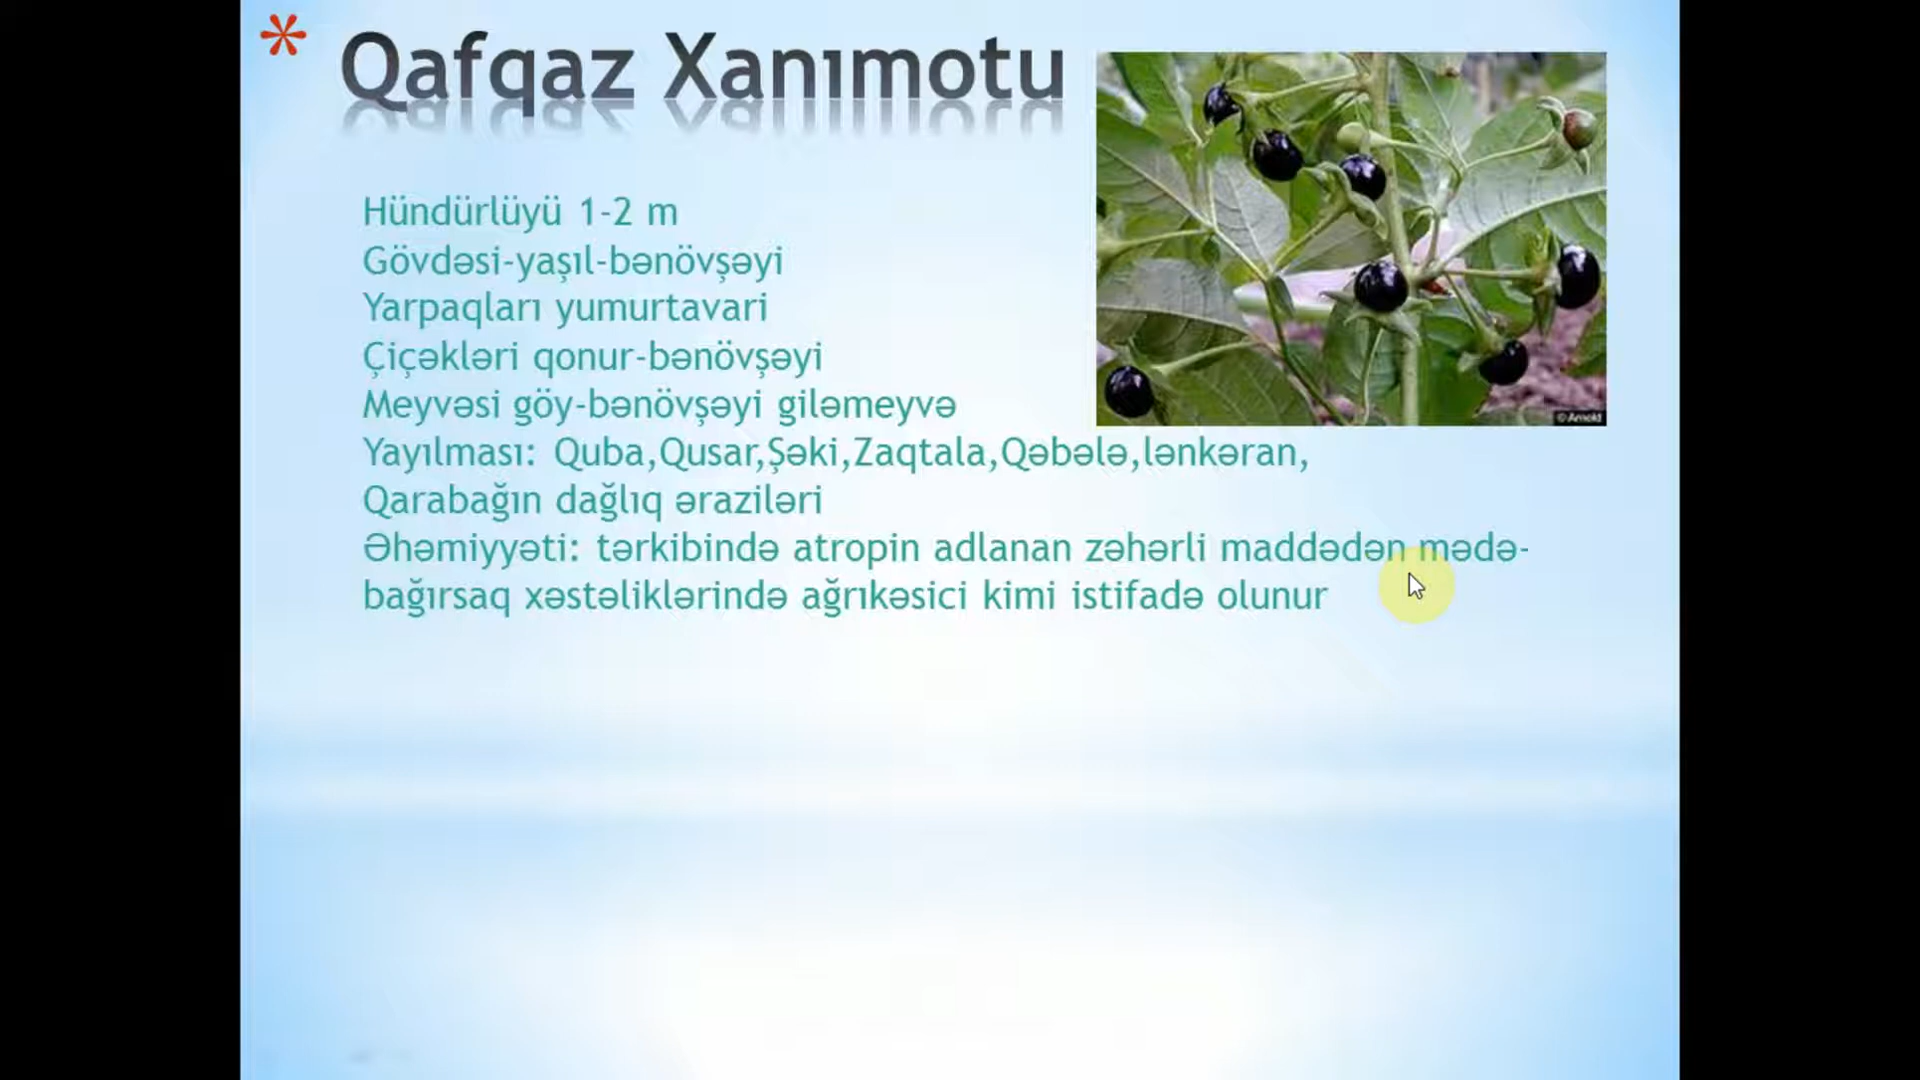 * Qafqaz Xanımotu
Hündürlüyü 1-2 m
Gövdəsi-yaşıl-bənövşəyi
Yarpaqları yumurtavari
Çiçəkləri qonur-bənövşəyi
Meyvəsi göy-bənövşəyi giləmeyvə
Yayılması: Quba,Qusar,Şəki,Zaqtala,Qəbələ,lənkəran,
Qarabağın dağlıq əraziləri
Əhəmiyyəti: tərkibində atropin adlanan zəhərli maddədən mədə-
bağırsaq xəstəliklərində ağrıkəsici kimi istifadə olunur
© Arnold